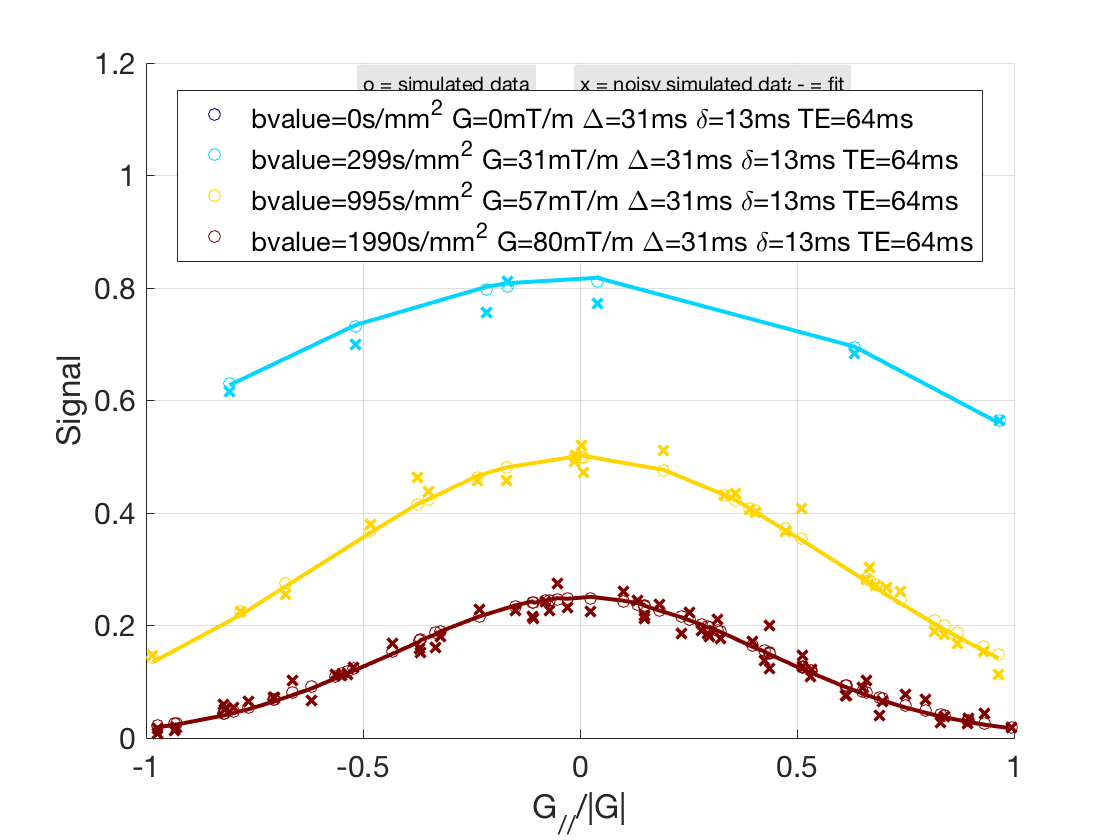 1.2
o = simulated data x = noisy simulated data - = fit
bvalue=0s/mm² G=0mT/m Δ=31ms δ=13ms TE=64ms
bvalue=299s/mm² G=31mT/m Δ=31ms δ=13ms TE=64ms
1
bvalue=995s/mm² G=57mT/m Δ=31ms δ=13ms TE=64ms
bvalue=1990s/mm² G=80mT/m Δ=31ms δ=13ms TE=64ms
0.8
0.6
Signal
0.4
0.2
0
-1 -0.5 0 0.5 1
G_///|G|